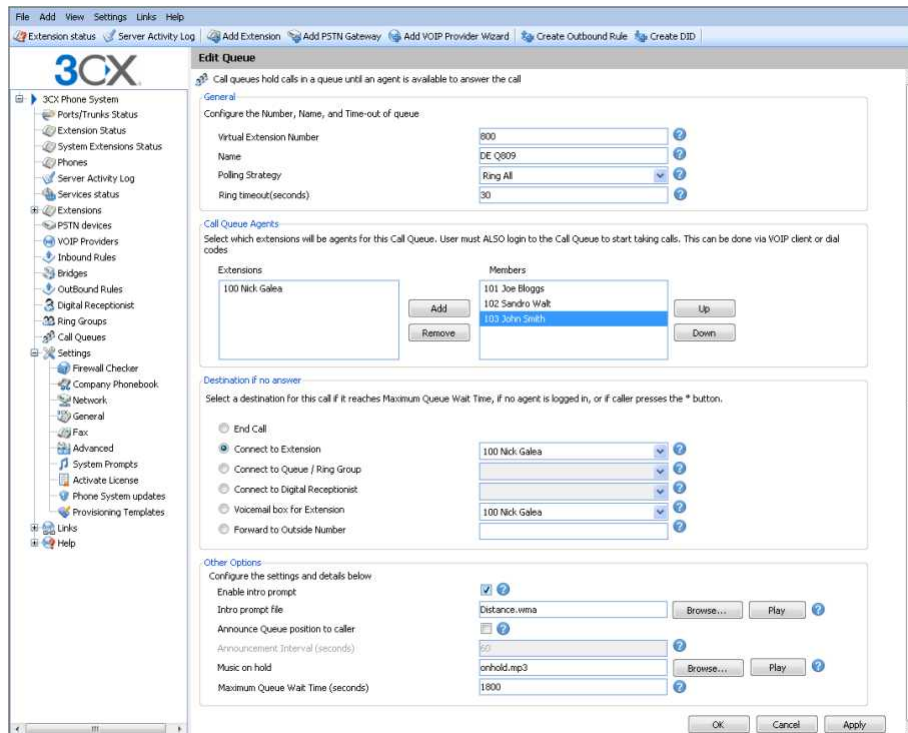 File Add View Settings Links Help
Extension status Server Activity Log Add Extension Add PSTN Gateway Add VOIP Provider Wizard Create Outbound Rule Create DID
3CX
3CX Phone System
Ports/Trunks Status
Extension Status
System Extensions Status
Phones
Server Activity Log
Services status
Extensions
PSTN devices
VOIP Providers
Inbound Rules
Bridges
OutBound Rules
Digital Receptionist
Ring Groups
Call Queues
Settings
Firewall Checker
Company Phonebook
Network
General
Fax
Advanced
System Prompts
Activate License
Phone System updates
Provisioning Templates
Links
Help
Edit Queue
Call queues hold calls in a queue until an agent is available to answer the call
General
Configure the Number, Name, and Time-out of queue
Virtual Extension Number 800
Name DE Q809
Polling Strategy Ring All
Ring timeout(seconds) 30
Call Queue Agents
Select which extensions will be agents for this Call Queue. User must ALSO login to the Call Queue to start taking calls. This can be done via VOIP client or dial
codes
Extensions Members
100 Nick Galea
Add
Remove
101 Joe Bloggs
102 Sandro Walt
103 John Smith
Up
Down
Destination if no answer
Select a destination for this call if it reaches Maximum Queue Wait Time, if no agent is logged in, or if caller presses the * button.
End Call
Connect to Extension 100 Nick Galea
Connect to Queue / Ring Group
Connect to Digital Receptionist
Voicemail box for Extension 100 Nick Galea
Forward to Outside Number
Other Options
Configure the settings and details below
Enable intro prompt
Intro prompt file Distance.wma Browse... Play
Announce Queue position to caller
Announcement Interval (seconds) 60
Music on hold onhold.mp3 Browse... Play
Maximum Queue Wait Time (seconds) 1800
OK Cancel Apply